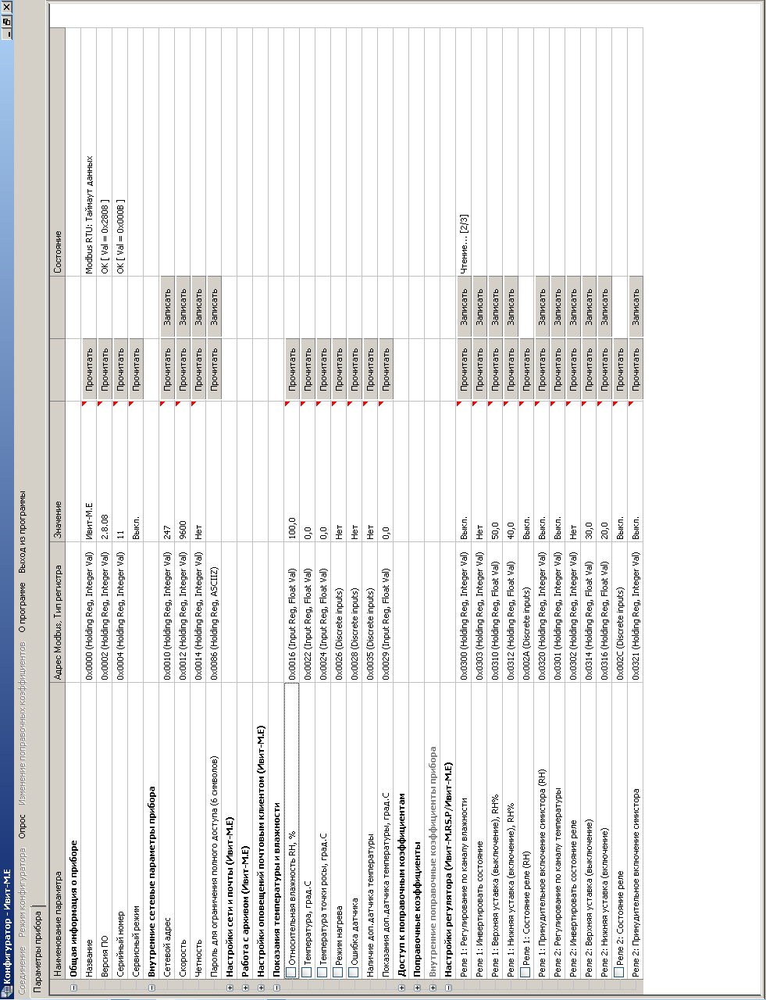 Конфигуратор - Ивит-М.Е
Соединение Режим конфигуратора Опрос Изменение поправочных коэффициентов О программе Выход из программы
Параметры прибора
Наименование параметра Адрес Modbus, Тип регистра Значение Состояние
Общая информация о приборе
Название 0x0000 (Holding Reg, Integer Val) Ивит-М.Е Прочитать Modbus RTU: Таймаут данных
Версия ПО 0x0002 (Holding Reg, Integer Val) 2.8.08 Прочитать OK [ Val = 0x2808 ]
Серийный номер 0x0004 (Holding Reg, Integer Val) 11 Прочитать OK [ Val = 0x000B ]
Сервисный режим Выкл. Прочитать
Внутренние сетевые параметры прибора
Сетевой адрес 0x0010 (Holding Reg, Integer Val) 247 Прочитать Записать
Скорость 0x0012 (Holding Reg, Integer Val) 9600 Прочитать Записать
Четность 0x0014 (Holding Reg, Integer Val) Нет Прочитать Записать
Пароль для ограничения полного доступа (6 символов) 0x0086 (Holding Reg, ASCIIZ) Прочитать Записать
Настройки сети и почты (Ивит-М.Е)
Работа с архивом (Ивит-М.Е)
Настройки оповещений почтовым клиентом (Ивит-М.Е)
Показания температуры и влажности
Относительная влажность RH, % 0x0016 (Input Reg, Float Val) 100,0 Прочитать
Температура, град.С 0x0022 (Input Reg, Float Val) 0,0 Прочитать
Температура точки росы, град.С 0x0024 (Input Reg, Float Val) 0,0 Прочитать
Режим нагрева 0x0026 (Discrete inputs) Нет Прочитать
Ошибка датчика 0x0028 (Discrete inputs) Нет Прочитать
Наличие доп.датчика температуры 0x0035 (Discrete inputs) Нет Прочитать
Показания доп.датчика температуры, град.С 0x0029 (Input Reg, Float Val) 0,0 Прочитать
Доступ к поправочным коэффициентам
Поправочные коэффициенты
Внутренние поправочные коэффициенты прибора
Настройки регулятора (Ивит-М.RS.Р/Ивит-М.Е)
Реле 1: Регулирование по каналу влажности 0x0300 (Holding Reg, Integer Val) Выкл. Прочитать Записать Чтение... [2/3]
Реле 1: Инвертировать состояние 0x0303 (Holding Reg, Integer Val) Нет Прочитать Записать
Реле 1: Верхняя уставка (выключение), RH% 0x0310 (Holding Reg, Float Val) 50,0 Прочитать Записать
Реле 1: Нижняя уставка (включение), RH% 0x0312 (Holding Reg, Float Val) 40,0 Прочитать Записать
Реле 1: Состояние реле (RH) 0x002A (Discrete inputs) Выкл. Прочитать
Реле 1: Принудительное включение симистора (RH) 0x0320 (Holding Reg, Integer Val) Выкл. Прочитать Записать
Реле 2: Регулирование по каналу температуры 0x0301 (Holding Reg, Integer Val) Выкл. Прочитать Записать
Реле 2: Инвертировать состояние реле 0x0302 (Holding Reg, Integer Val) Нет Прочитать Записать
Реле 2: Верхняя уставка (выключение) 0x0314 (Holding Reg, Float Val) 30,0 Прочитать Записать
Реле 2: Нижняя уставка (включение) 0x0316 (Holding Reg, Float Val) 20,0 Прочитать Записать
Реле 2: Состояние реле 0x002C (Discrete inputs) Выкл. Прочитать
Реле 2: Принудительное включение симистора 0x0321 (Holding Reg, Integer Val) Выкл. Прочитать Записать